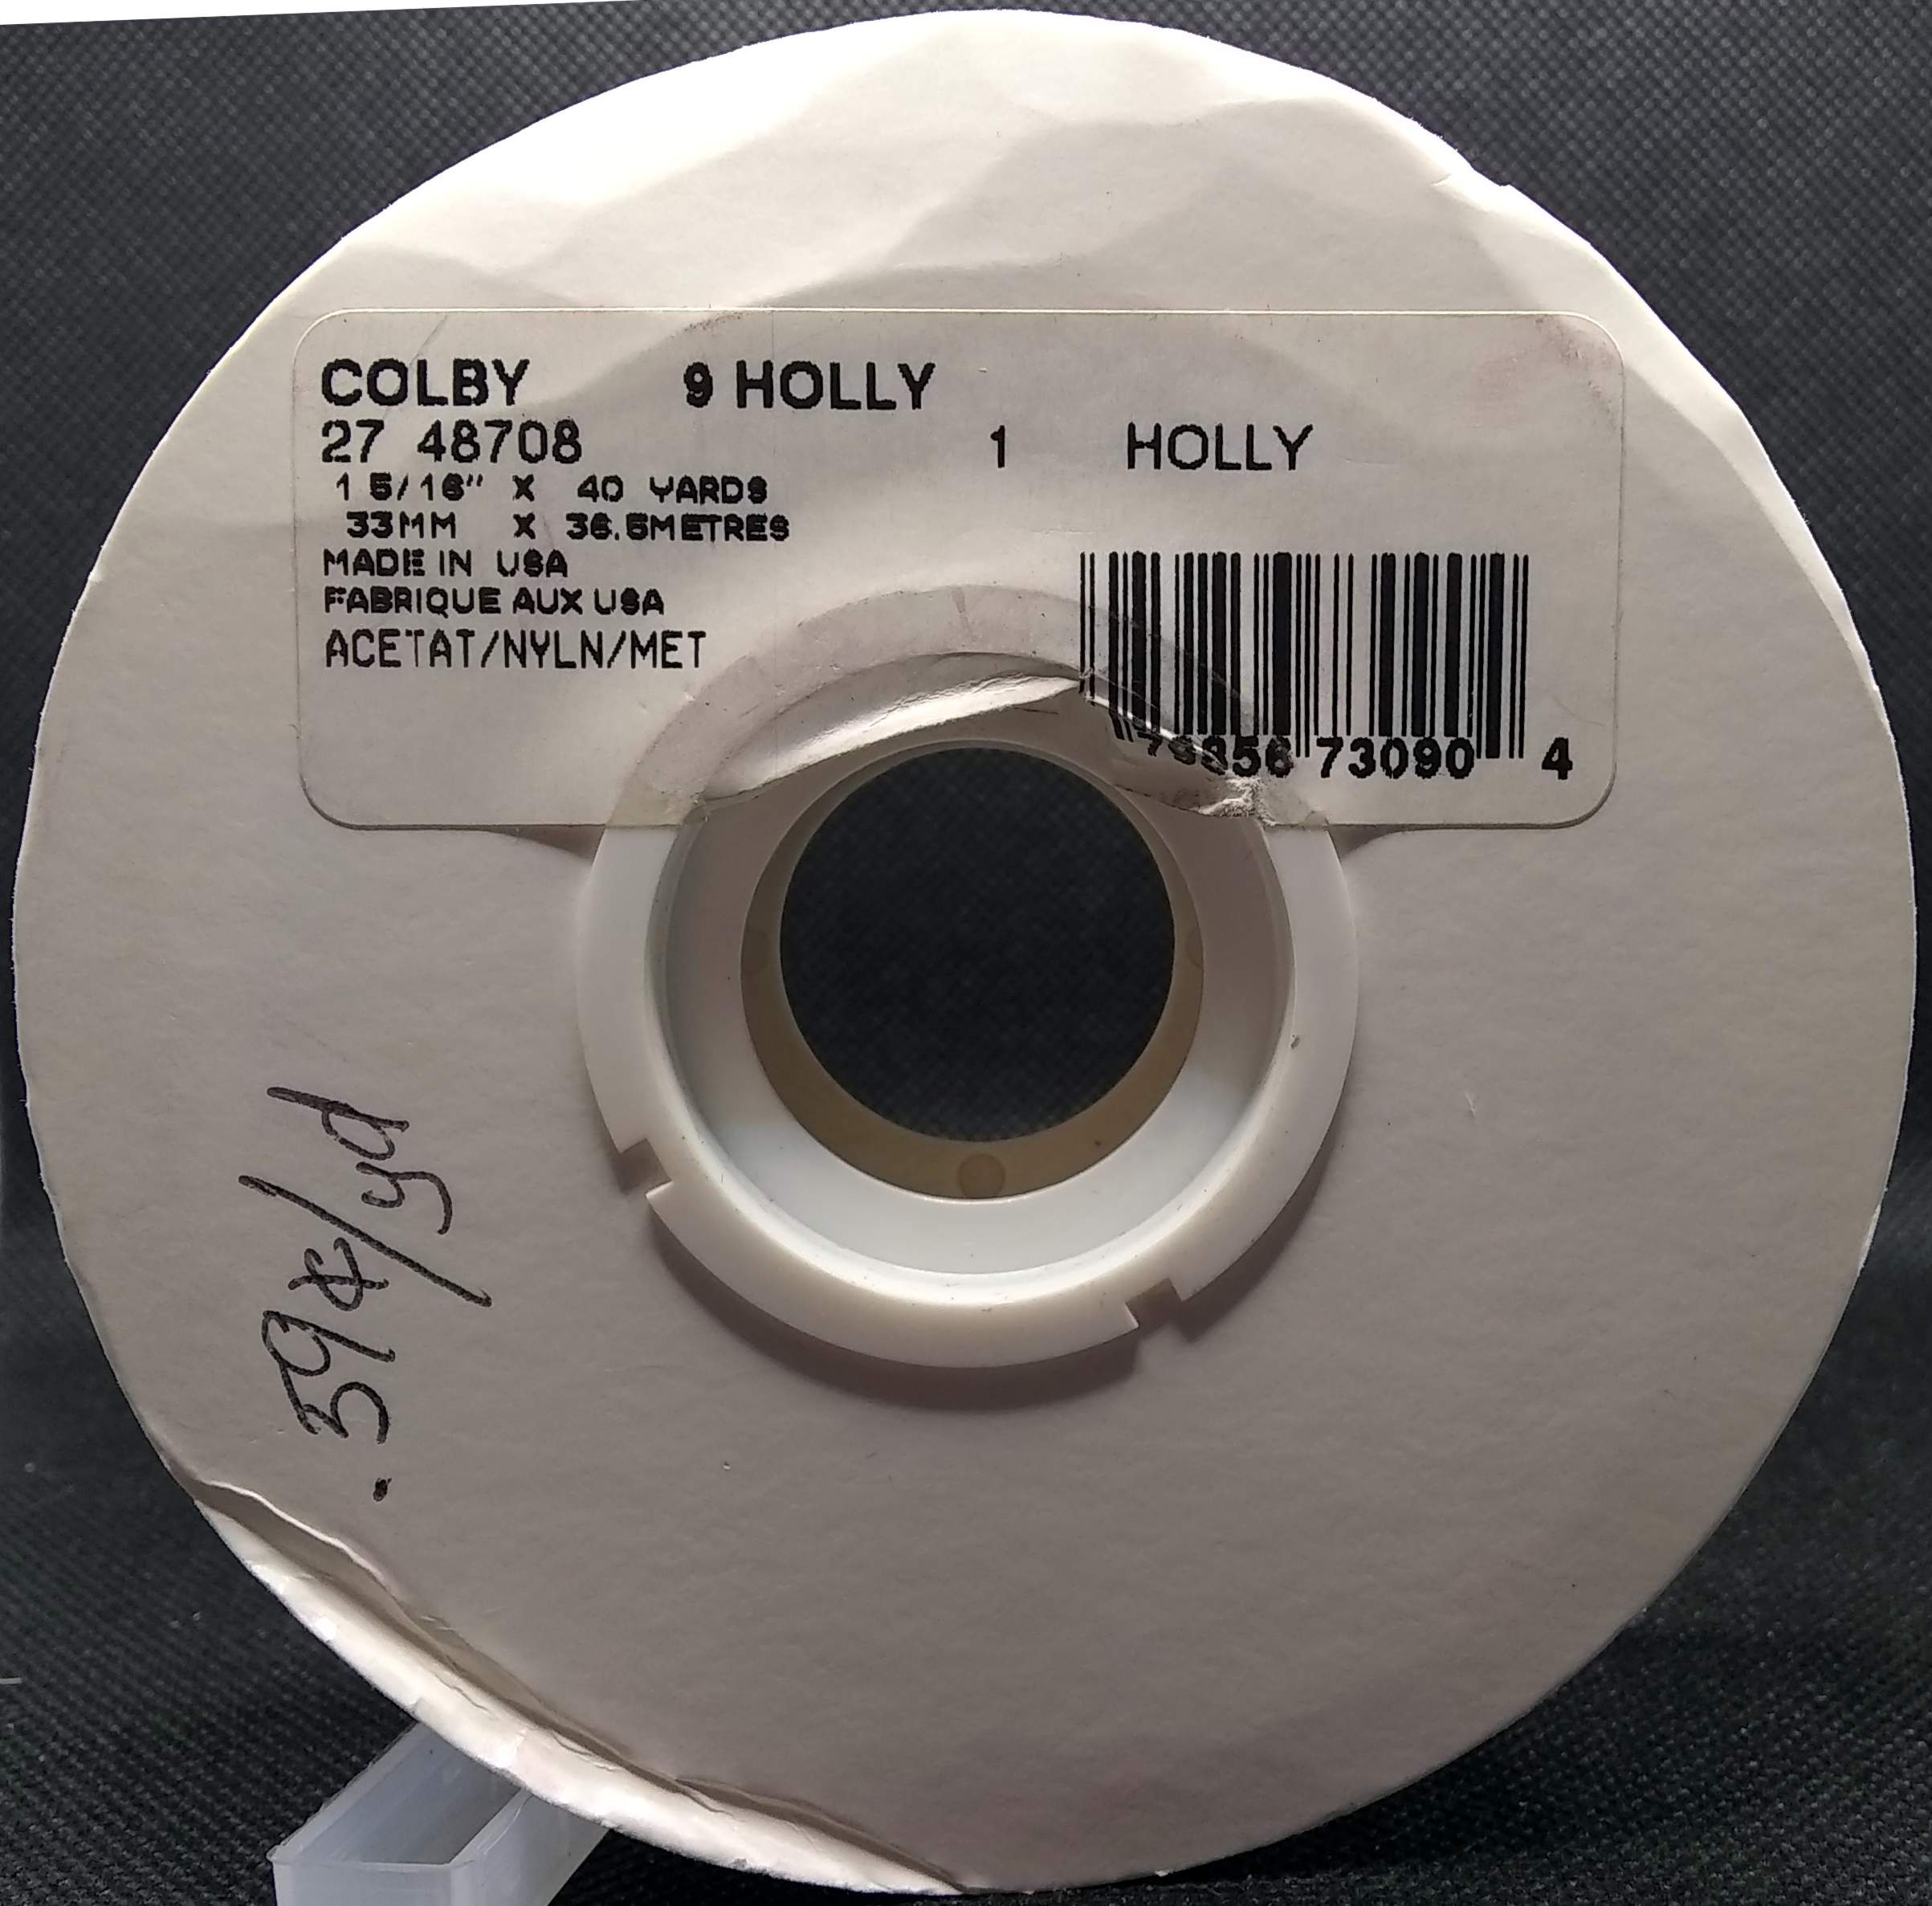 COLBY 9 HOLLY
27 48708 1 HOLLY
1 5/16" X 40 YARDS
33MM X 36.5METRES
MADE IN USA
FABRIQUE AUX USA
ACETAT/NYLN/MET
73090 4
.59¢/yd